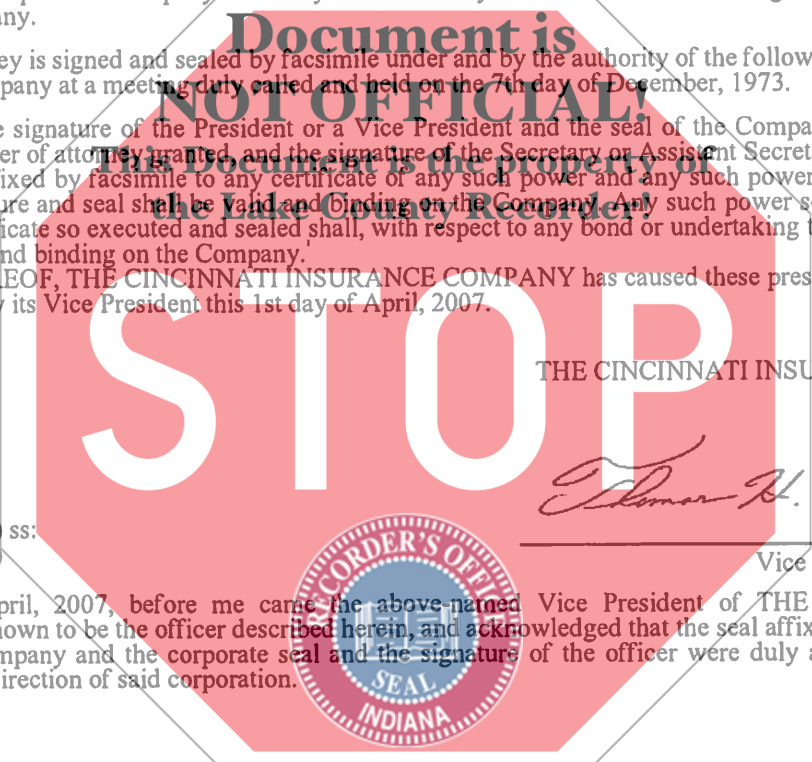 any.
Document is
ey is signed and sealed by facsimile under and by the authority of the follow
pany at a meeting duly called and held on the 7th day of December, 1973.
NOT OFFICIAL!
e signature of the President or a Vice President and the seal of the Compa
er of attorney granted, and the signature of the Secretary or Assistant Secret
This Document is the property of
ixed by facsimile to any certificate of any such power and any such power
ure and seal shall be valid and binding on the Company. Any such power s
the Lake County Recorder!
icate so executed and sealed shall, with respect to any bond or undertaking t
nd binding on the Company.'
EOF, THE CINCINNATI INSURANCE COMPANY has caused these pres
y its Vice President this 1st day of April, 2007.
STOP
THE CINCINNATI INSU
Thomas H.
) ss:
Vice
RECORDER'S OFFICE
pril, 2007, before me came the above-named Vice President of THE
nown to be the officer described herein, and acknowledged that the seal affix
mpany and the corporate seal and the signature of the officer were duly a
irection of said corporation.
SEAL
INDIANA